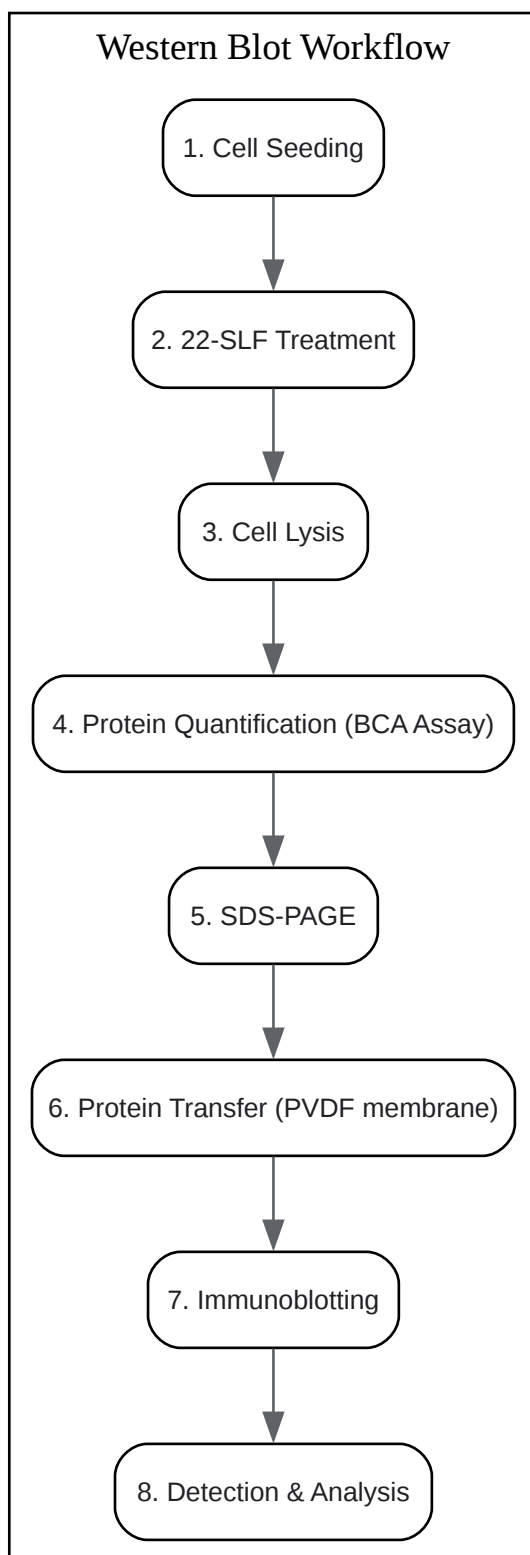 Western Blot Workflow
1. Cell Seeding
2. 22-SLF Treatment
3. Cell Lysis
4. Protein Quantification (BCA Assay)
5. SDS-PAGE
6. Protein Transfer (PVDF membrane)
7. Immunoblotting
8. Detection & Analysis